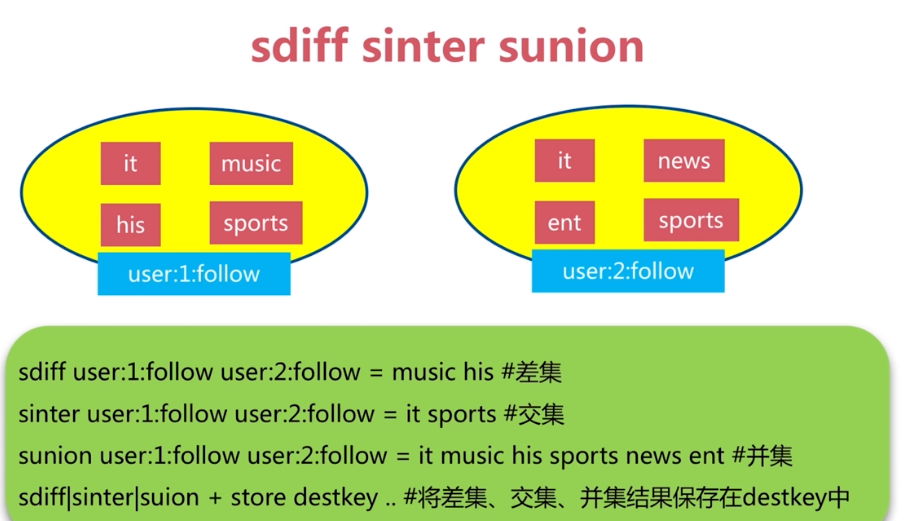 sdiff sinter sunion
it music
his sports
user:1:follow
it news
ent sports
user:2:follow
sdiff user:1:follow user:2:follow = music his #差集
sinter user:1:follow user:2:follow = it sports #交集
sunion user:1:follow user:2:follow = it music his sports news ent #并集
sdiff|sinter|suion + store destkey .. #将差集、交集、并集结果保存在destkey中